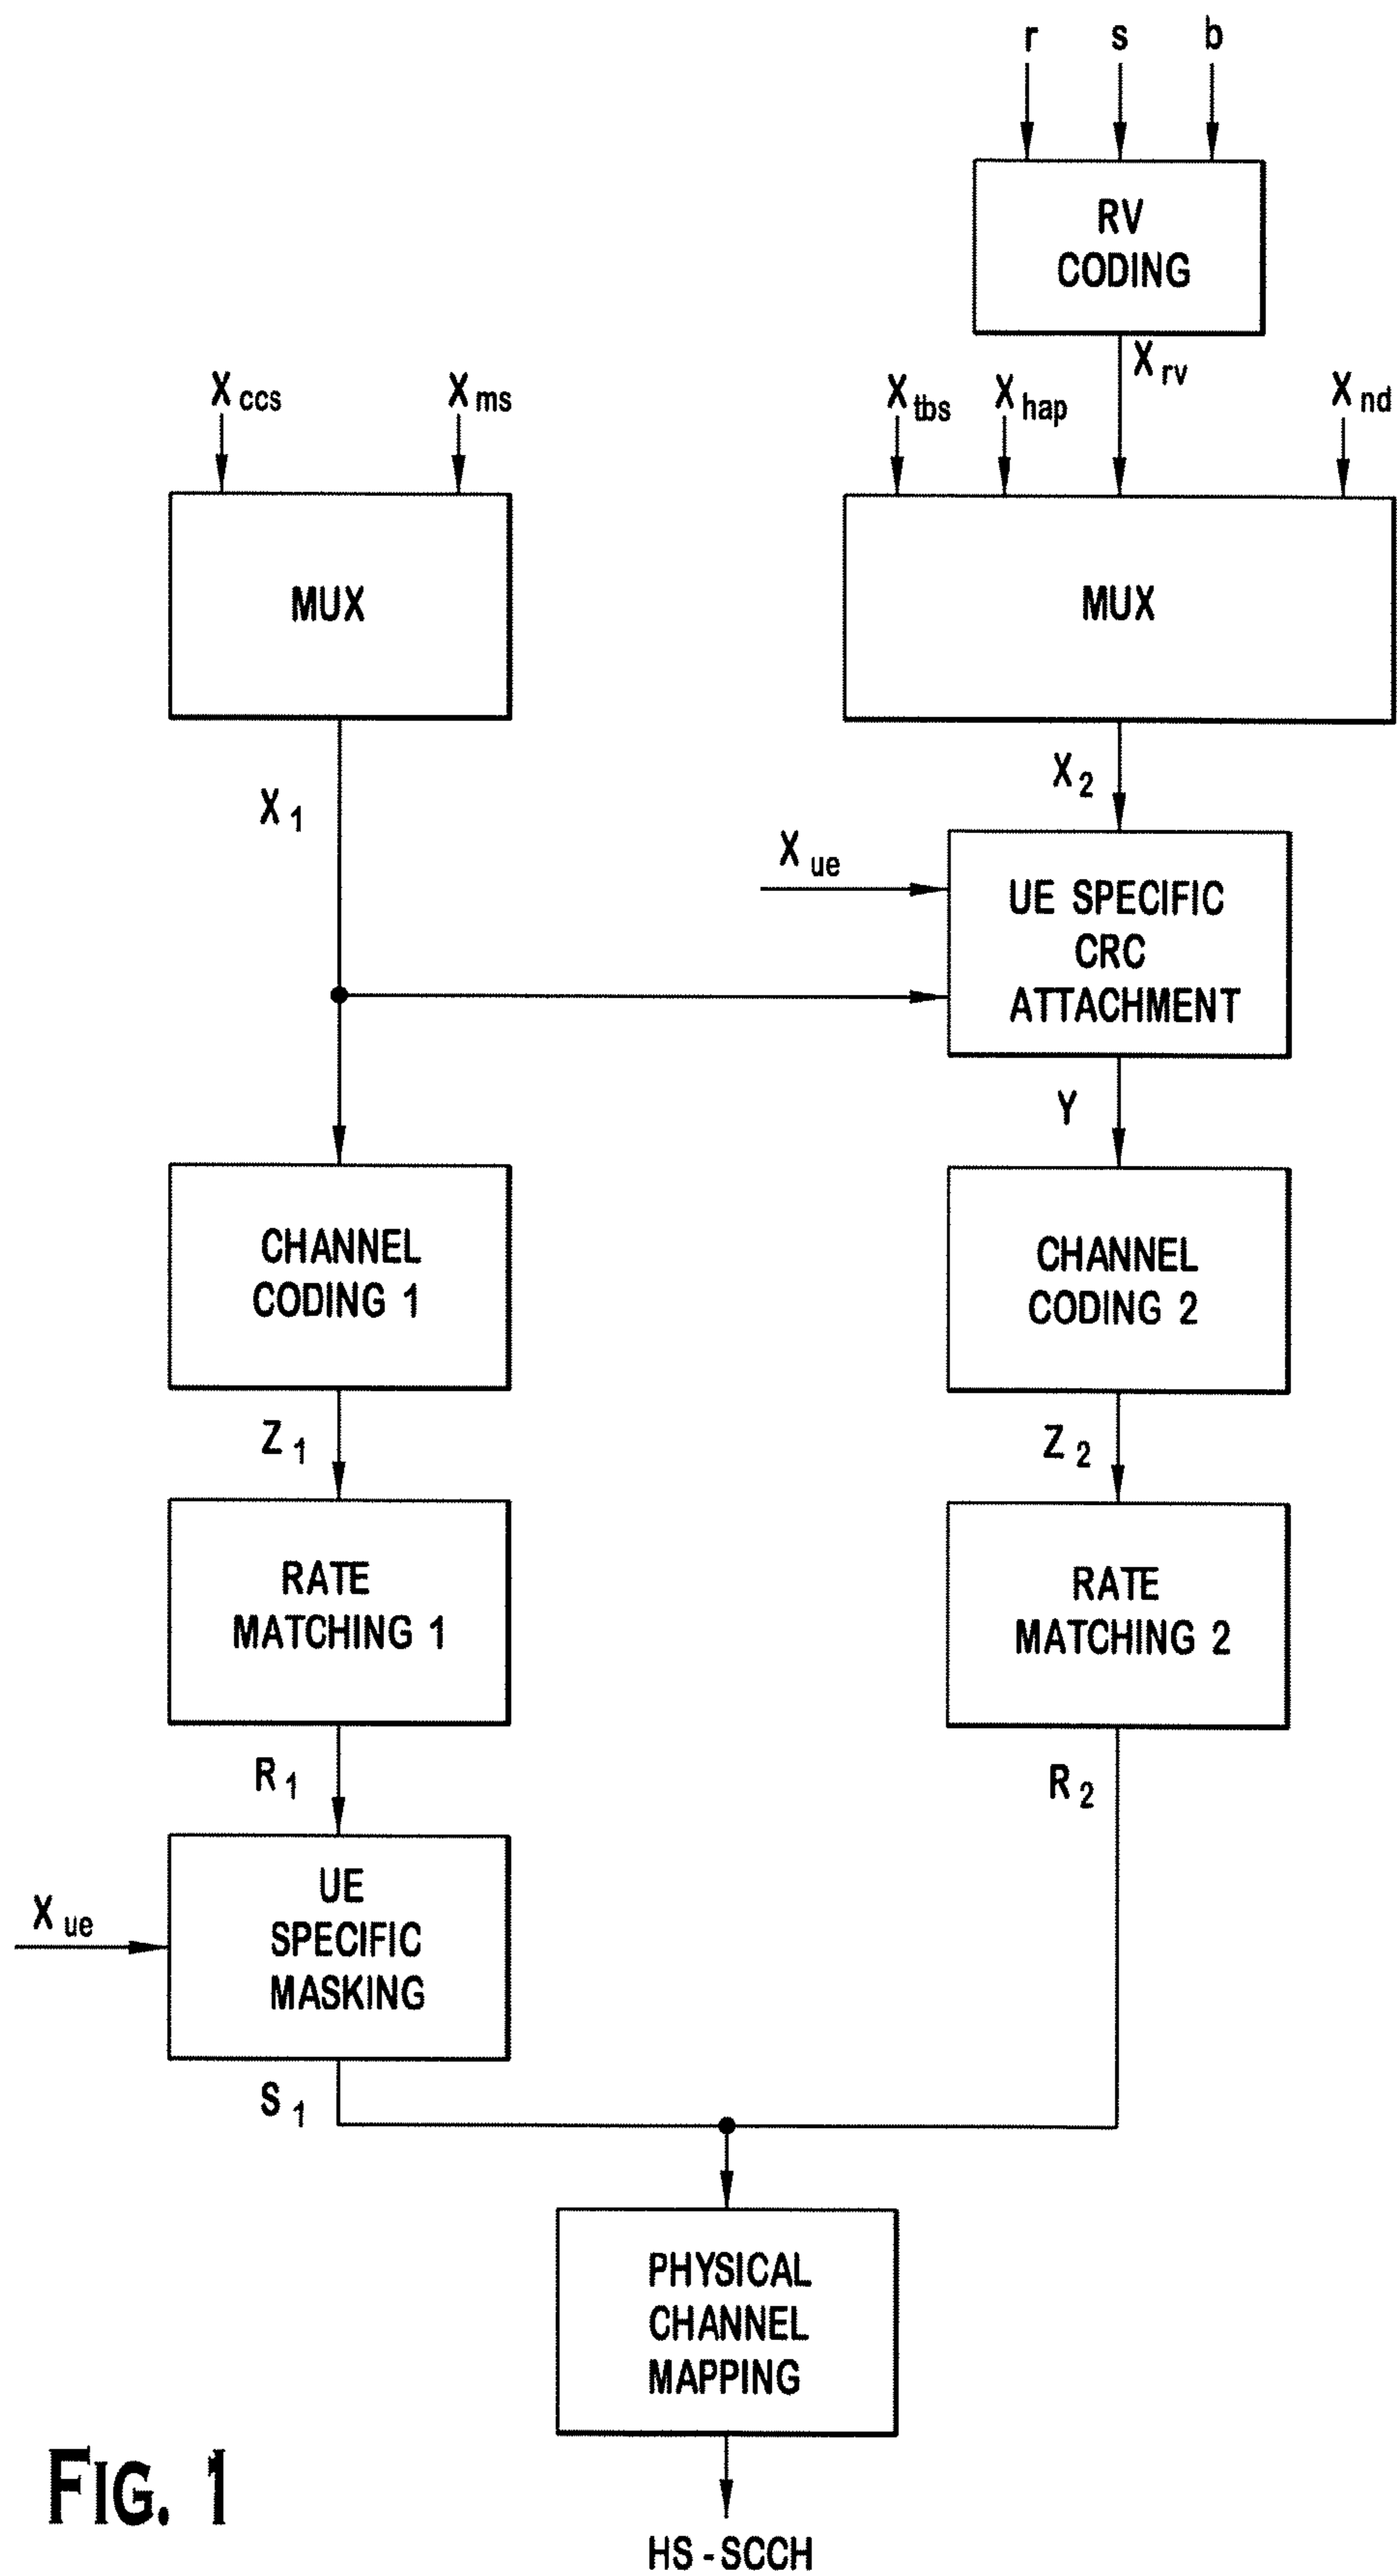 r s b
RV
CODING
X rv
X ccs X ms X tbs X hap X nd
MUX MUX
X 1
X 2
X ue
UE SPECIFIC
CRC
ATTACHMENT
Y
CHANNEL
CODING 1
CHANNEL
CODING 2
Z 1 Z 2
RATE
MATCHING 1
RATE
MATCHING 2
R 1 R 2
X ue
UE
SPECIFIC
MASKING
S 1
PHYSICAL
CHANNEL
MAPPING
HS - SCCH
FIG. 1